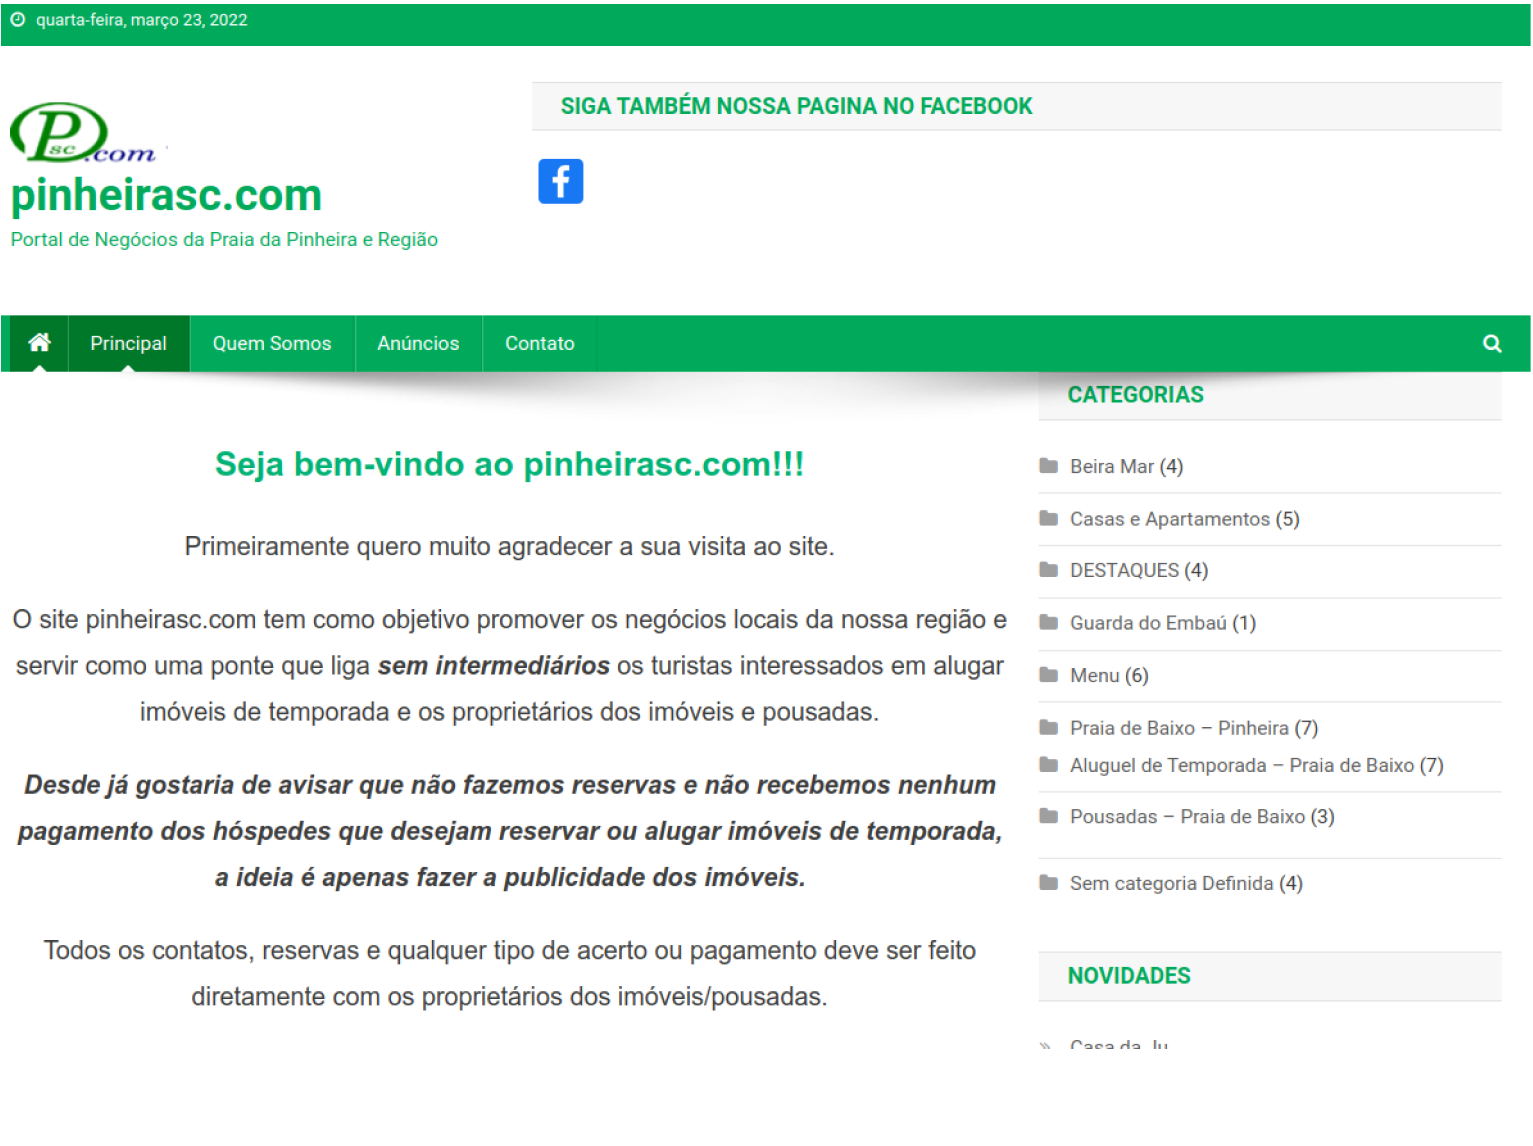 quarta-feira, março 23, 2022
SIGA TAMBÉM NOSSA PAGINA NO FACEBOOK
Psc.com
pinheirasc.com
Portal de Negócios da Praia da Pinheira e Região
Principal
Quem Somos
Anúncios
Contato
Seja bem-vindo ao pinheirasc.com!!!
Primeiramente quero muito agradecer a sua visita ao site.
O site pinheirasc.com tem como objetivo promover os negócios locais da nossa região e
servir como uma ponte que liga sem intermediários os turistas interessados em alugar
imóveis de temporada e os proprietários dos imóveis e pousadas.
Desde já gostaria de avisar que não fazemos reservas e não recebemos nenhum
pagamento dos hóspedes que desejam reservar ou alugar imóveis de temporada,
a ideia é apenas fazer a publicidade dos imóveis.
Todos os contatos, reservas e qualquer tipo de acerto ou pagamento deve ser feito
diretamente com os proprietários dos imóveis/pousadas.
CATEGORIAS
Beira Mar (4)
Casas e Apartamentos (5)
DESTAQUES (4)
Guarda do Embaú (1)
Menu (6)
Praia de Baixo – Pinheira (7)
Aluguel de Temporada – Praia de Baixo (7)
Pousadas – Praia de Baixo (3)
Sem categoria Definida (4)
NOVIDADES
» Casa da Ju